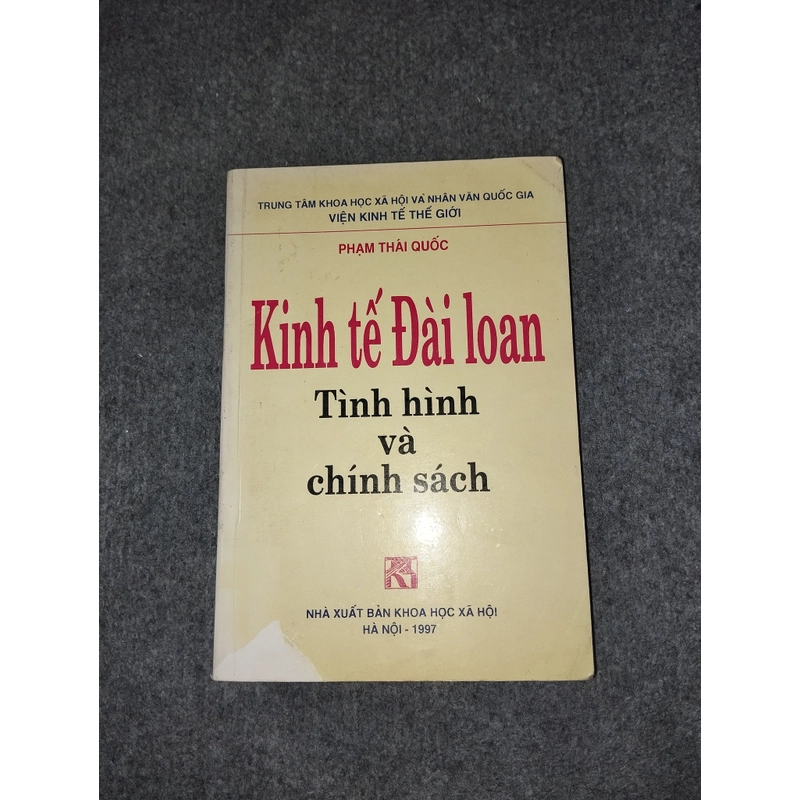 TRUNG TÂM KHOA HỌC XÃ HỘI VÀ NHÂN VĂN QUỐC GIA
VIỆN KINH TẾ THẾ GIỚI
PHẠM THÁI QUỐC
Kinh tế Đài loan
Tình hình
và
chính sách
NHÀ XUẤT BẢN KHOA HỌC XÃ HỘI
HÀ NỘI - 1997